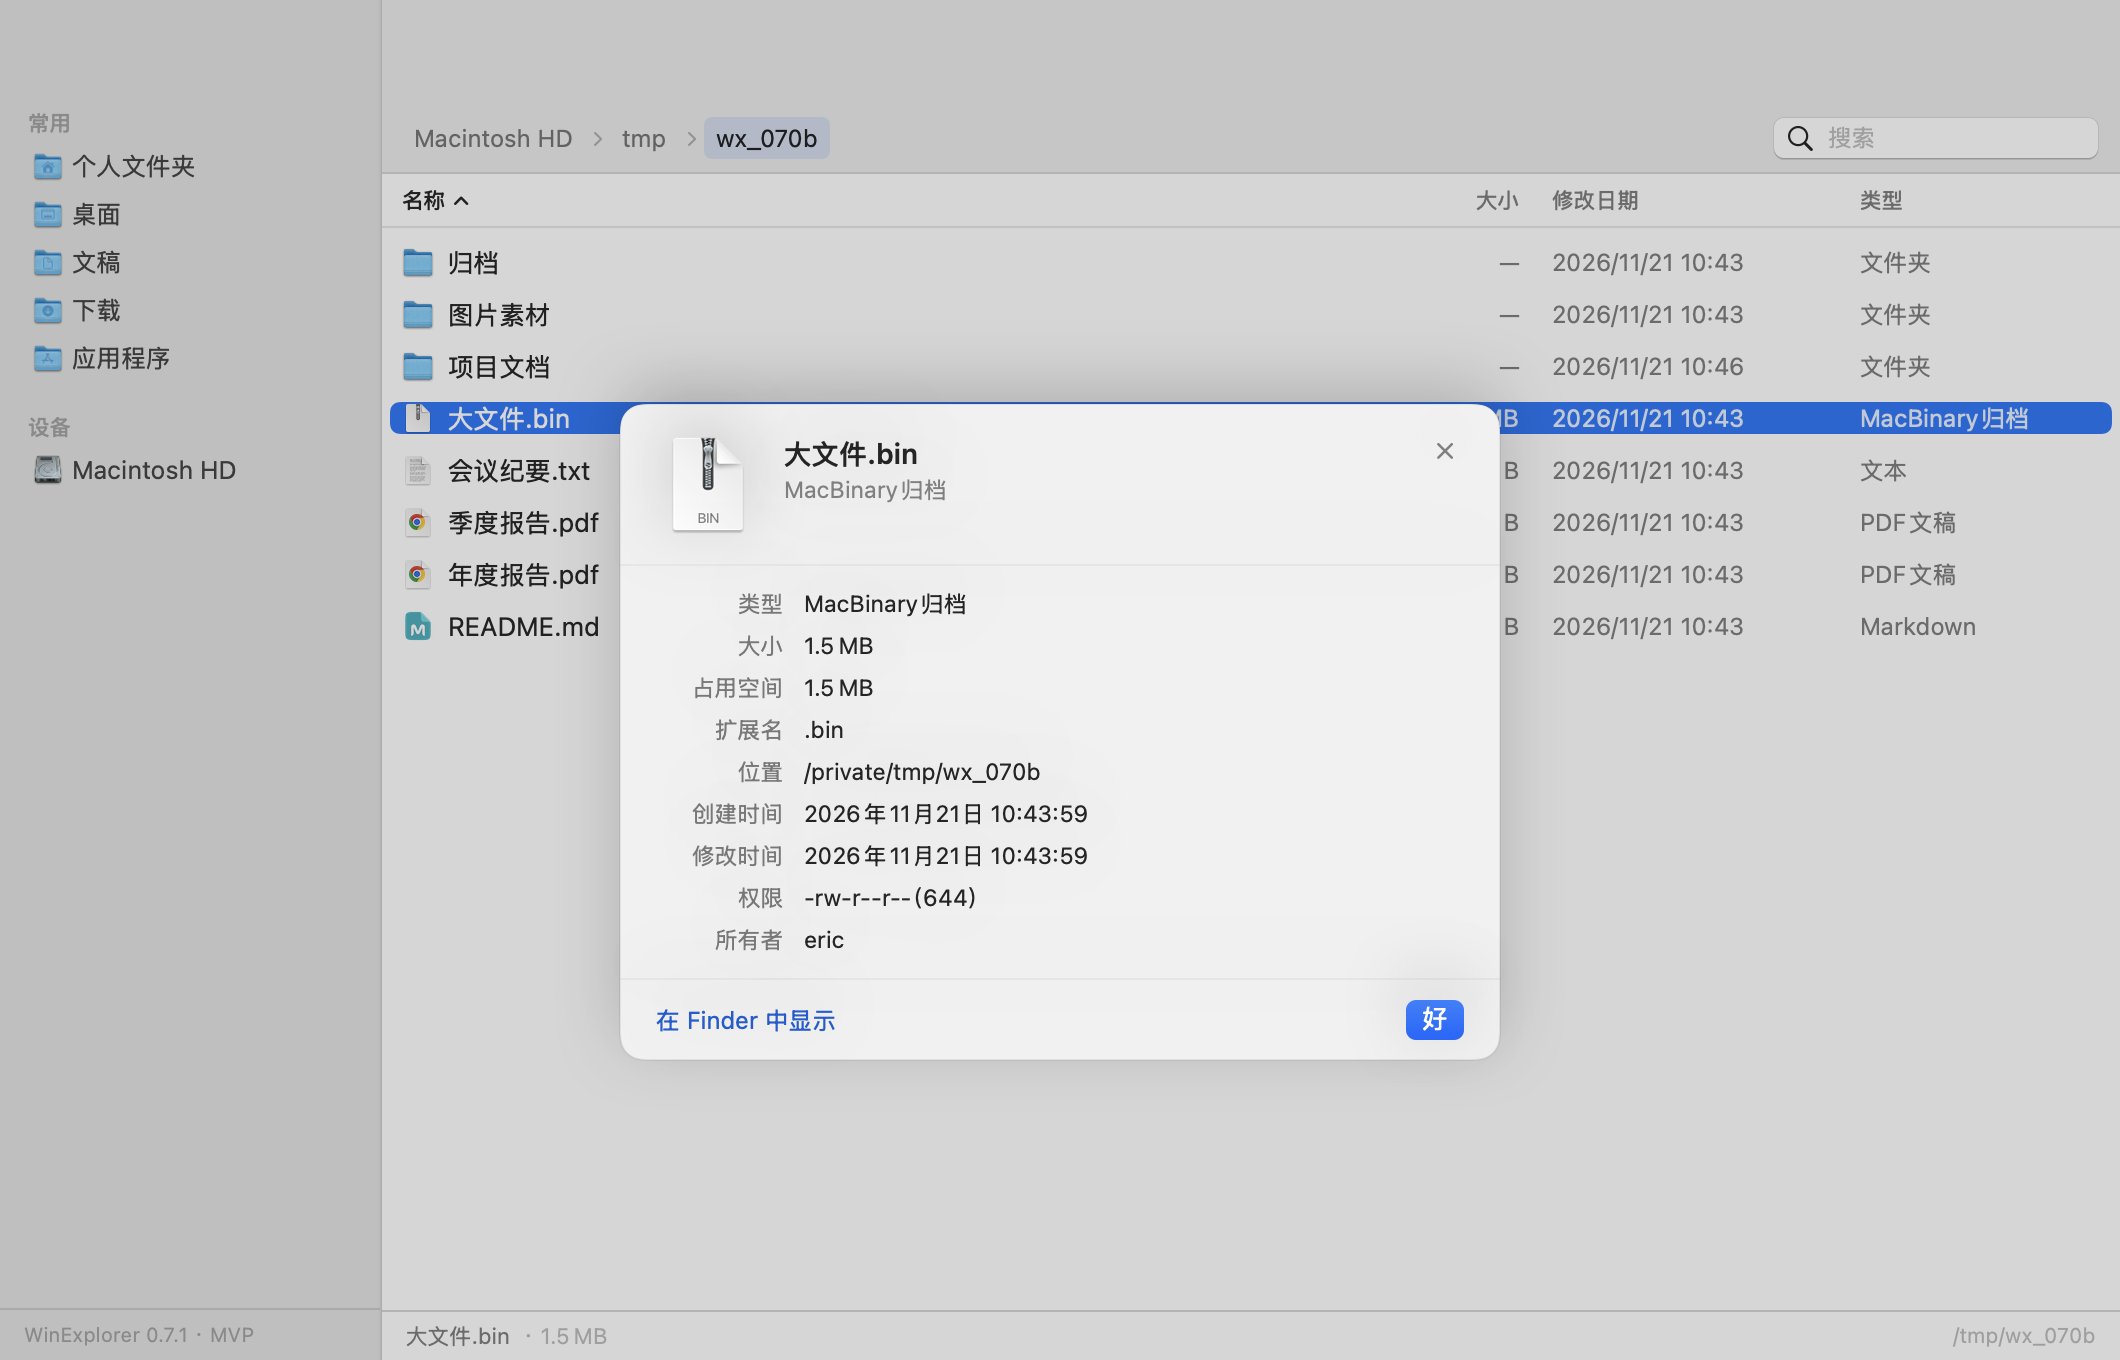 常用
个人文件夹
桌面
文稿
下载
应用程序
设备
Macintosh HD
WinExplorer 0.7.1 · MVP
Macintosh HD › tmp › wx_070b
搜索
名称 大小 修改日期 类型
归档 — 2026/11/21 10:43 文件夹
图片素材 — 2026/11/21 10:43 文件夹
项目文档 — 2026/11/21 10:46 文件夹
大文件.bin 2026/11/21 10:43 MacBinary归档
会议纪要.txt B 2026/11/21 10:43 文本
季度报告.pdf B 2026/11/21 10:43 PDF文稿
年度报告.pdf B 2026/11/21 10:43 PDF文稿
README.md B 2026/11/21 10:43 Markdown
BIN
大文件.bin
MacBinary归档
类型 MacBinary归档
大小 1.5 MB
占用空间 1.5 MB
扩展名 .bin
位置 /private/tmp/wx_070b
创建时间 2026年11月21日 10:43:59
修改时间 2026年11月21日 10:43:59
权限 -rw-r--r-- (644)
所有者 eric
在 Finder 中显示
好
大文件.bin · 1.5 MB
/tmp/wx_070b